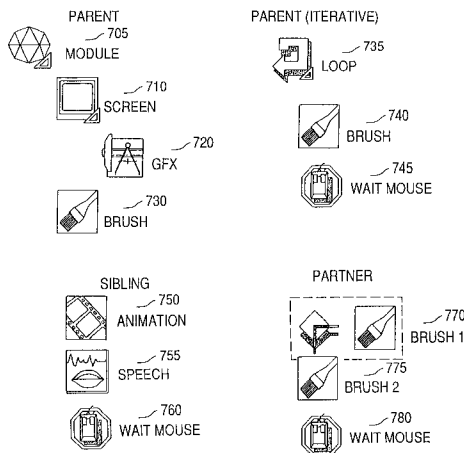 PARENT
705
MODULE
710
SCREEN
720
GFX
730
BRUSH
PARENT (ITERATIVE)
735
LOOP
740
BRUSH
745
WAIT MOUSE
SIBLING
750
ANIMATION
755
SPEECH
760
WAIT MOUSE
PARTNER
770
BRUSH 1
775
BRUSH 2
780
WAIT MOUSE